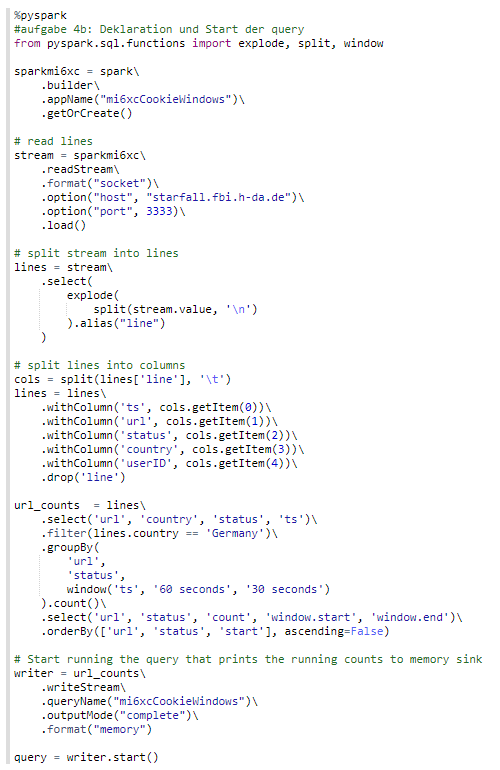 %pyspark
#aufgabe 4b: Deklaration und Start der query
from pyspark.sql.functions import explode, split, window

sparkmi6xc = spark\
    .builder\
    .appName("mi6xcCookieWindows")\
    .getOrCreate()

# read lines
stream = sparkmi6xc\
    .readStream\
    .format("socket")\
    .option("host", "starfall.fbi.h-da.de")\
    .option("port", 3333)\
    .load()

# split stream into lines
lines = stream\
    .select(
        explode(
            split(stream.value, '\n')
        ).alias("line")
    )

# split lines into columns
cols = split(lines['line'], '\t')
lines = lines\
    .withColumn('ts', cols.getItem(0))\
    .withColumn('url', cols.getItem(1))\
    .withColumn('status', cols.getItem(2))\
    .withColumn('country', cols.getItem(3))\
    .withColumn('userID', cols.getItem(4))\
    .drop('line')

url_counts  = lines\
    .select('url', 'country', 'status', 'ts')\
    .filter(lines.country == 'Germany')\
    .groupBy(
        'url',
        'status',
        window('ts', '60 seconds', '30 seconds')
    ).count()\
    .select('url', 'status', 'count', 'window.start', 'window.end')\
    .orderBy(['url', 'status', 'start'], ascending=False)

# Start running the query that prints the running counts to memory sink
writer = url_counts\
    .writeStream\
    .queryName("mi6xcCookieWindows")\
    .outputMode("complete")\
    .format("memory")

query = writer.start()